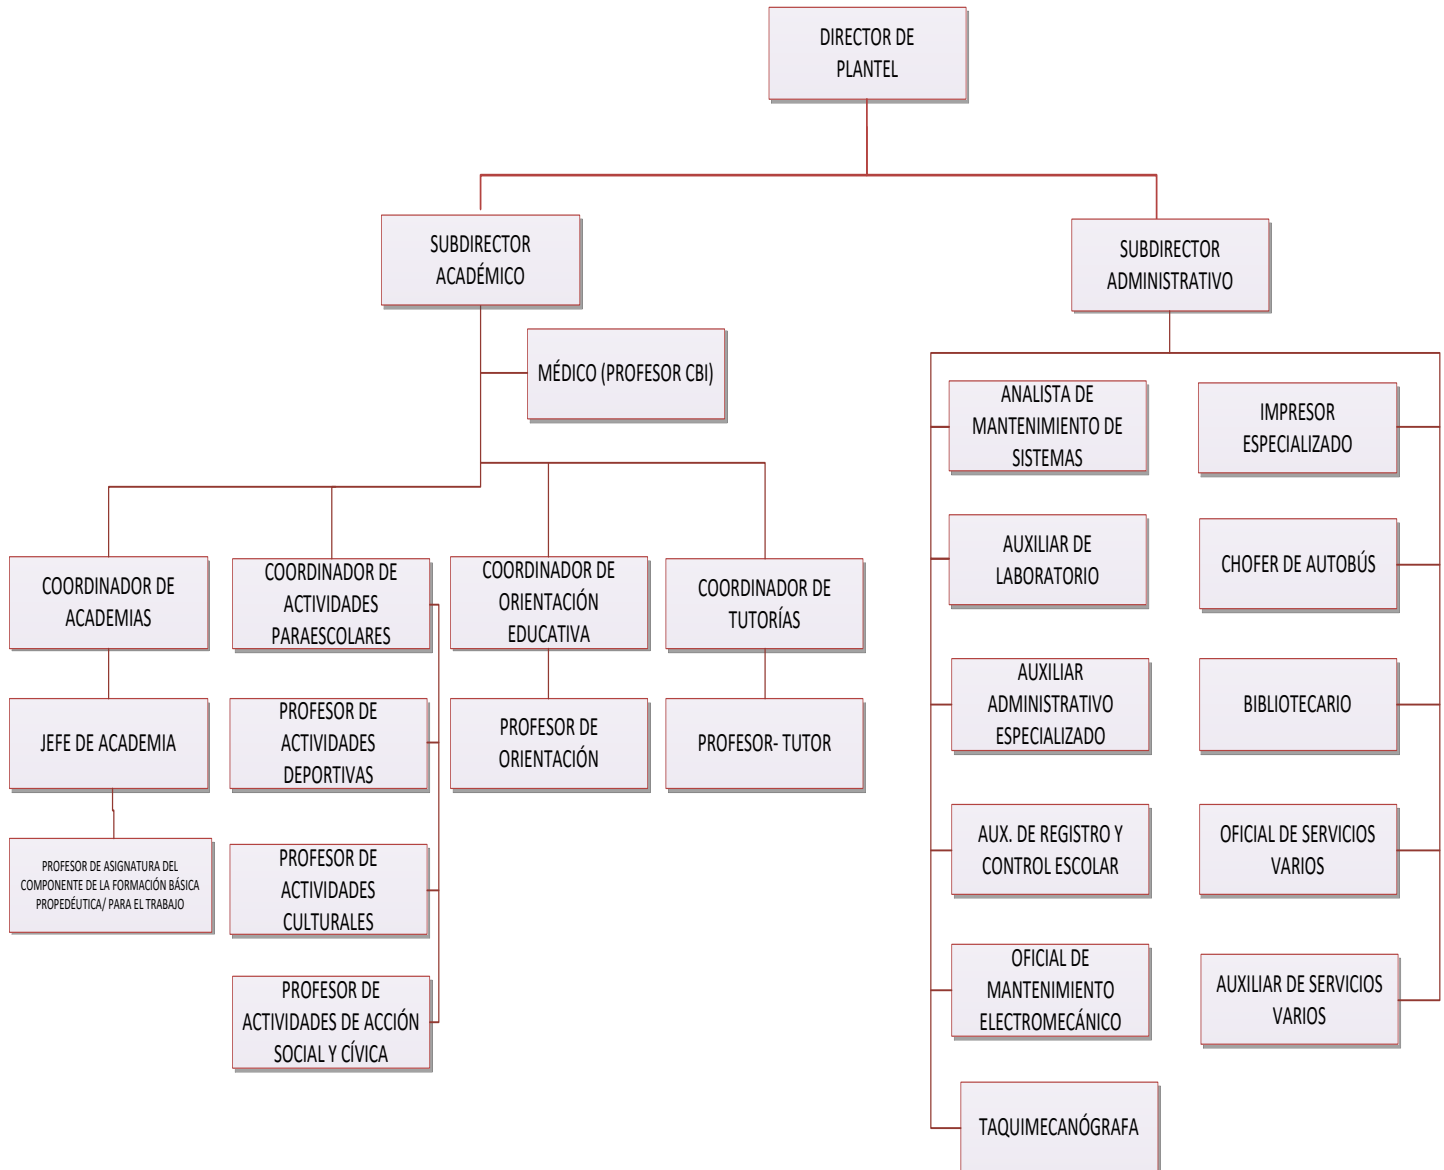 DIRECTOR DE
PLANTEL
SUBDIRECTOR
ACADÉMICO
SUBDIRECTOR
ADMINISTRATIVO
MÉDICO (PROFESOR CBI)
COORDINADOR DE
ACADEMIAS
COORDINADOR DE
ACTIVIDADES
PARAESCOLARES
COORDINADOR DE
ORIENTACIÓN
EDUCATIVA
COORDINADOR DE
TUTORÍAS
JEFE DE ACADEMIA
PROFESOR DE
ACTIVIDADES
DEPORTIVAS
PROFESOR DE
ORIENTACIÓN
PROFESOR- TUTOR
PROFESOR DE ASIGNATURA DEL
COMPONENTE DE LA FORMACIÓN BÁSICA
PROPEDÉUTICA/ PARA EL TRABAJO
PROFESOR DE
ACTIVIDADES
CULTURALES
PROFESOR DE
ACTIVIDADES DE ACCIÓN
SOCIAL Y CÍVICA
ANALISTA DE
MANTENIMIENTO DE
SISTEMAS
IMPRESOR
ESPECIALIZADO
AUXILIAR DE
LABORATORIO
CHOFER DE AUTOBÚS
AUXILIAR
ADMINISTRATIVO
ESPECIALIZADO
BIBLIOTECARIO
AUX. DE REGISTRO Y
CONTROL ESCOLAR
OFICIAL DE SERVICIOS
VARIOS
OFICIAL DE
MANTENIMIENTO
ELECTROMECÁNICO
AUXILIAR DE SERVICIOS
VARIOS
TAQUIMECANÓGRAFA